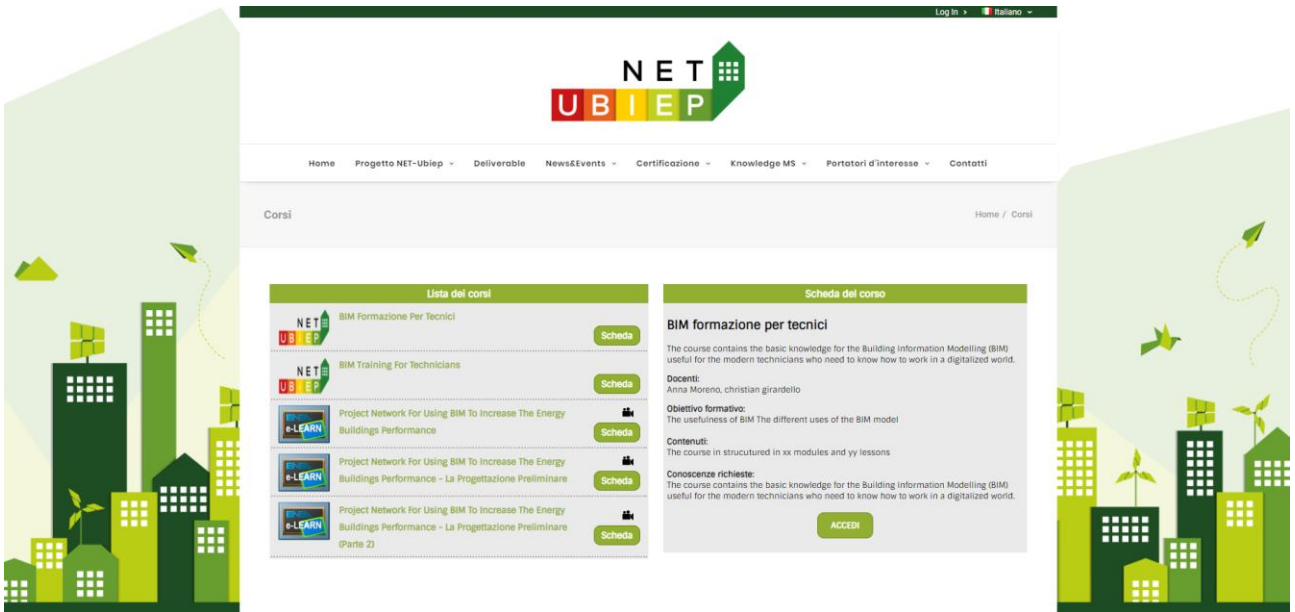 Log In > Italiano
NET
UBIEP
Home Progetto NET-Ubiep Deliverable News&Events Certificazione Knowledge MS Portatori d'interesse Contatti
Corsi
Home / Corsi
Lista dei corsi
NET
UBIEP
BIM Formazione Per Tecnici
Scheda
NET
UBIEP
BIM Training For Technicians
Scheda
e-LEARN
Project Network For Using BIM To Increase The Energy
Buildings Performance
Scheda
e-LEARN
Project Network For Using BIM To Increase The Energy
Buildings Performance - La Progettazione Preliminare
Scheda
e-LEARN
Project Network For Using BIM To Increase The Energy
Buildings Performance - La Progettazione Preliminare
(Parte 2)
Scheda
Scheda del corso
BIM formazione per tecnici
The course contains the basic knowledge for the Building Information Modelling (BIM)
useful for the modern technicians who need to know how to work in a digitalized world.
Docenti:
Anna Moreno, christian girardello
Obiettivo formativo:
The usefulness of BIM The different uses of the BIM model
Contenuti:
The course in strucutured in xx modules and yy lessons
Conoscenze richieste:
The course contains the basic knowledge for the Building Information Modelling (BIM)
useful for the modern technicians who need to know how to work in a digitalized world.
ACCEDI